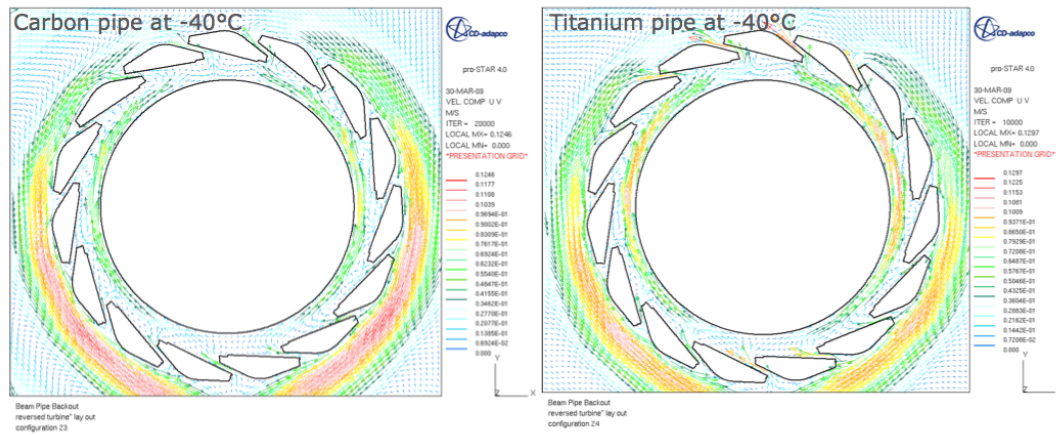 Carbon pipe at -40°C
CD-adapco
pro-STAR 4.0
30-MAR-09
VEL. COMP U V
M/S
ITER = 20000
LOCAL MX= 0.1246
LOCAL MN= 0.000
*PRESENTATION GRID*
0.1246
0.1177
0.1108
0.1039
0.9694E-01
0.9002E-01
0.8309E-01
0.7617E-01
0.6924E-01
0.6232E-01
0.5540E-01
0.4847E-01
0.4155E-01
0.3462E-01
0.2770E-01
0.2077E-01
0.1385E-01
0.6924E-02
0.000
Y
Z
X
Beam Pipe Backout
reversed turbine" lay out
configuration 23
Titanium pipe at -40°C
CD-adapco
pro-STAR 4.0
30-MAR-09
VEL. COMP U V
M/S
ITER = 10000
LOCAL MX= 0.1297
LOCAL MN= 0.000
*PRESENTATION GRID*
0.1297
0.1225
0.1153
0.1081
0.1009
0.9371E-01
0.8650E-01
0.7929E-01
0.7208E-01
0.6487E-01
0.5767E-01
0.5046E-01
0.4325E-01
0.3604E-01
0.2883E-01
0.2162E-01
0.1442E-01
0.7208E-02
0.000
Y
Z
Beam Pipe Backout
reversed turbine" lay out
configuration 24